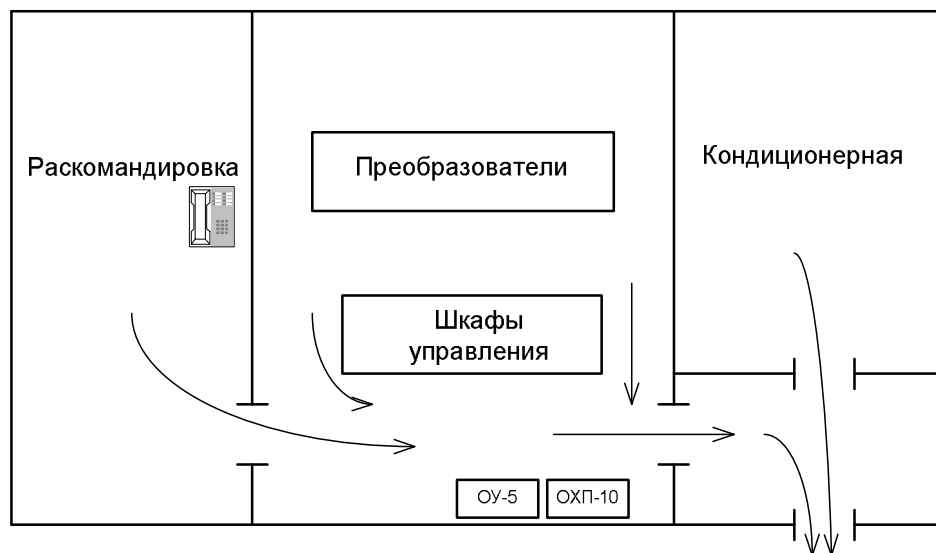 Раскомандировка
Преобразователи
Кондиционерная
Шкафы
управления
ОУ-5
ОХП-10